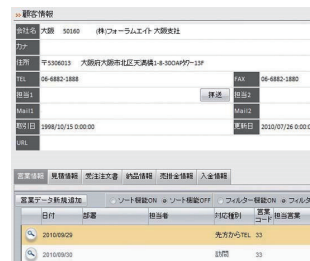 »顧客情報
会社名 大阪 50160 (株)フォーラムエイト 大阪支社
カナ
住所 〒5306013 大阪府大阪市北区天満橋1-8-30OAPタワー13F
TEL 06-6882-1888 FAX 06-6882-1880
担当1 担当2
Mail1 Mail2
取引日 1998/10/15 0:00:00 更新日 2010/07/26 0:00:0
URL
営業情報 見積情報 受注注文書 納品情報 売掛金情報 入金情報
営業データ新規追加 ソート機能ON ソート機能OFF フィルター機能ON フィルタ
日付 部署 担当者 対応種別 営業コード 担当営業
2010/09/29 先方からTEL 33
2010/09/30 訪問 33